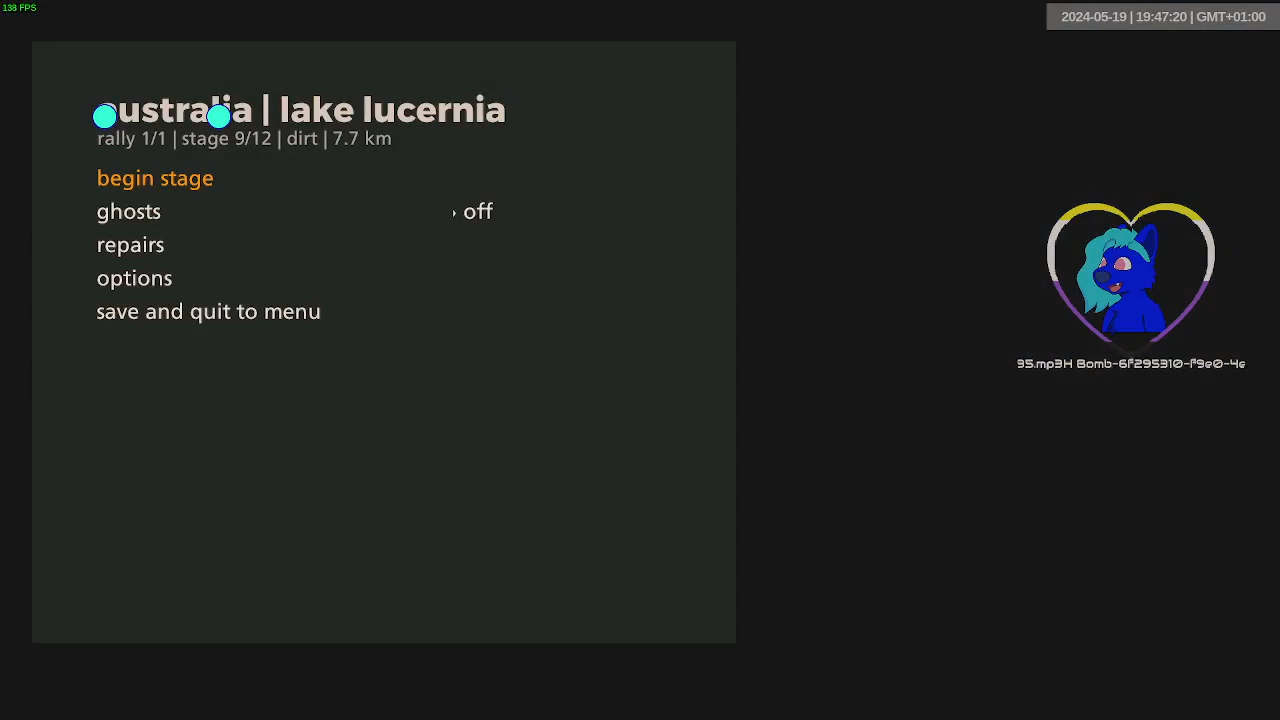 138 FPS
2024-05-19 | 19:47:20 | GMT+01:00
australia | lake lucernia
rally 1/1 | stage 9/12 | dirt | 7.7 km
begin stage
ghosts
off
repairs
options
save and quit to menu
95.mp3H Bomb-6f295310-f9e0-4e